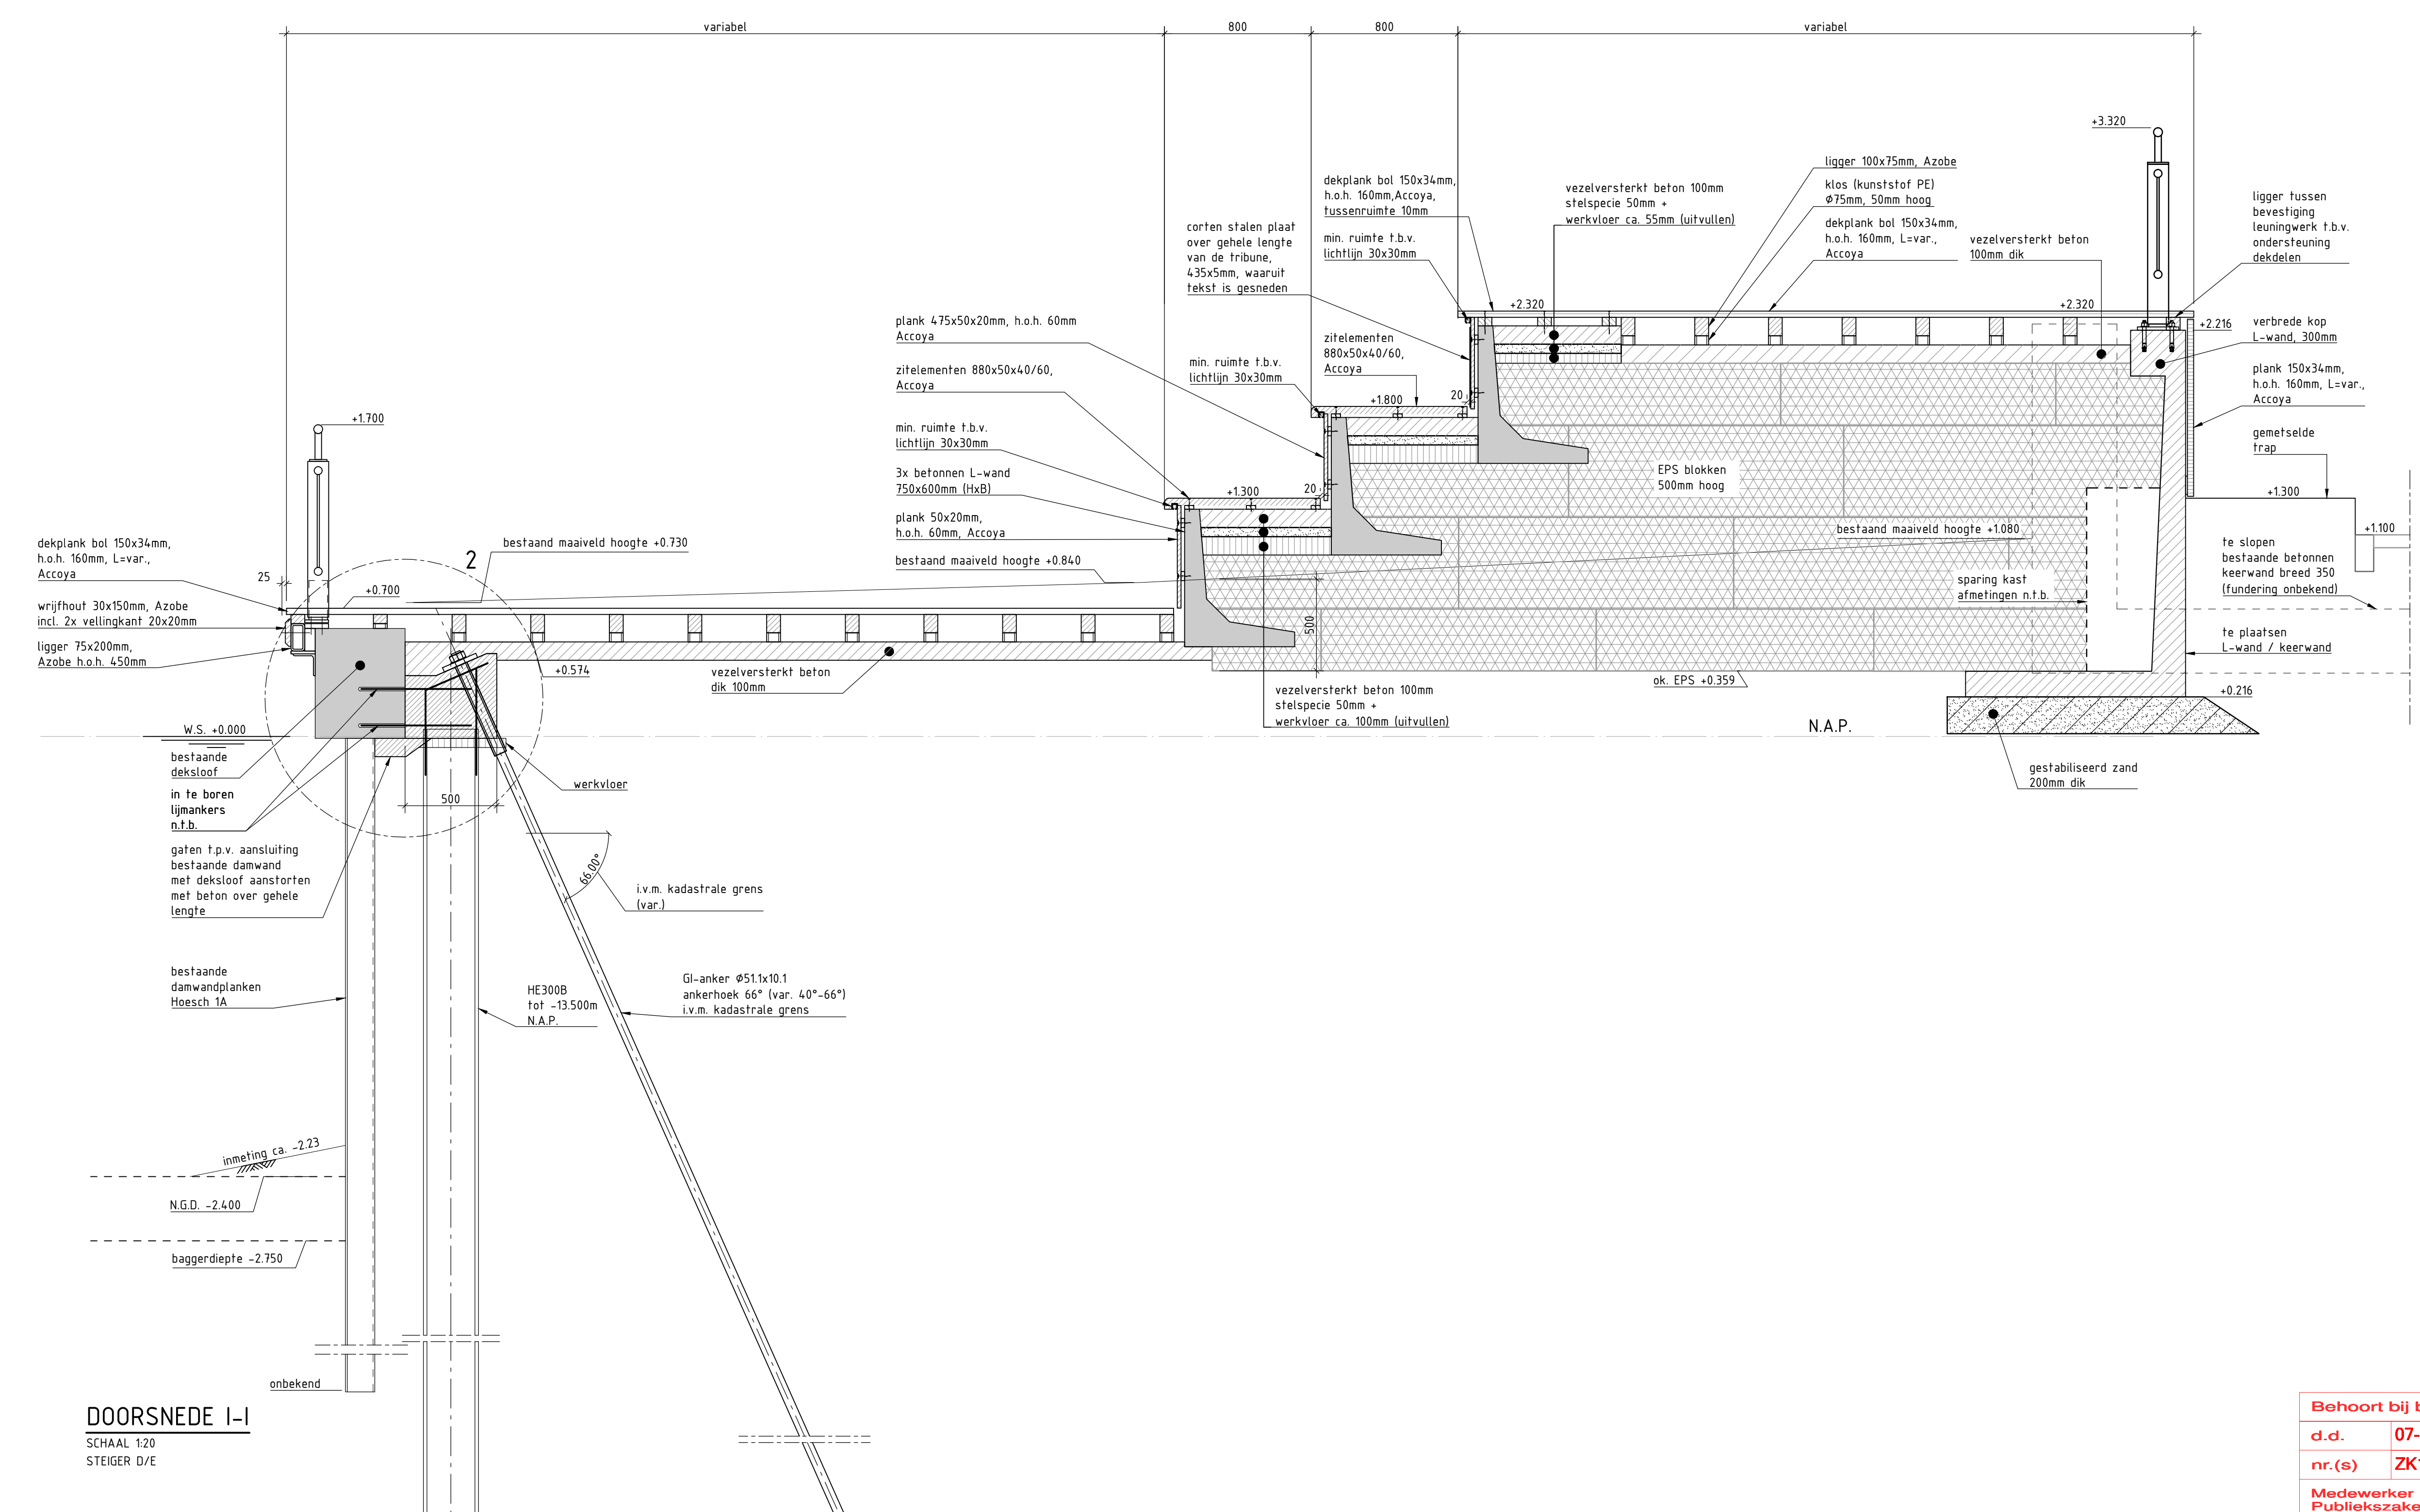 variabel
800
800
variabel
+3.320
ligger 100x75mm, Azobe
klos (kunststof PE)
Ø75mm, 50mm hoog
dekplank bol 150x34mm,
h.o.h. 160mm, L=var.,
Accoya
vezelversterkt beton
100mm dik
ligger tussen
bevestiging
leuningwerk t.b.v.
ondersteuning
dekdelen
dekplank bol 150x34mm,
h.o.h. 160mm,Accoya,
tussenruimte 10mm
vezelversterkt beton 100mm
stelspecie 50mm +
werkvloer ca. 55mm (uitvullen)
min. ruimte t.b.v.
lichtlijn 30x30mm
corten stalen plaat
over gehele lengte
van de tribune,
435x5mm, waaruit
tekst is gesneden
+2.320
+2.320
+2.216
verbrede kop
L-wand, 300mm
plank 150x34mm,
h.o.h. 160mm, L=var.,
Accoya
gemetselde
trap
+1.300
+1.100
plank 475x50x20mm, h.o.h. 60mm
Accoya
zitelementen
880x50x40/60,
Accoya
min. ruimte t.b.v.
lichtlijn 30x30mm
+1.800
20
zitelementen 880x50x40/60,
Accoya
min. ruimte t.b.v.
lichtlijn 30x30mm
3x betonnen L-wand
750x600mm (HxB)
plank 50x20mm,
h.o.h. 60mm, Accoya
bestaand maaiveld hoogte +0.840
+1.300
20
EPS blokken
500mm hoog
bestaand maaiveld hoogte +1.080
sparing kast
afmetingen n.t.b.
te slopen
bestaande betonnen
keerwand breed 350
(fundering onbekend)
te plaatsen
L-wand / keerwand
+0.216
500
ok. EPS +0.359
N.A.P.
gestabiliseerd zand
200mm dik
vezelversterkt beton 100mm
stelspecie 50mm +
werkvloer ca. 100mm (uitvullen)
+1.700
2
bestaand maaiveld hoogte +0.730
dekplank bol 150x34mm,
h.o.h. 160mm, L=var.,
Accoya
25
+0.700
wrijfhout 30x150mm, Azobe
incl. 2x vellingkant 20x20mm
ligger 75x200mm,
Azobe h.o.h. 450mm
+0.574
vezelversterkt beton
dik 100mm
W.S. +0.000
bestaande
deksloof
in te boren
lijmankers
n.t.b.
werkvloer
500
gaten t.p.v. aansluiting
bestaande damwand
met deksloof aanstorten
met beton over gehele
lengte
66.00°
i.v.m. kadastrale grens
(var.)
bestaande
damwandplanken
Hoesch 1A
HE300B
tot -13.500m
N.A.P.
GI-anker Ø51.1x10.1
ankerhoek 66° (var. 40°-66°)
i.v.m. kadastrale grens
inmeting ca. -2.23
N.G.D. -2.400
baggerdiepte -2.750
onbekend
DOORSNEDE I-I
SCHAAL 1:20
STEIGER D/E
Behoort bij
d.d. 07-
nr.(s) ZK
Medewerker
Publiekszake